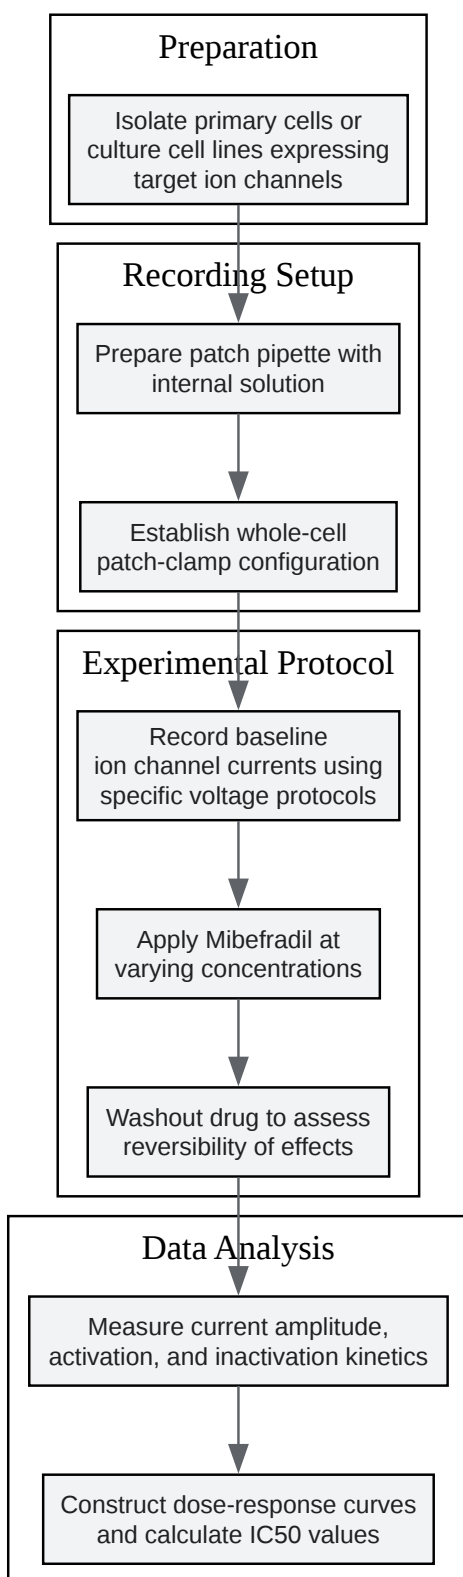 Preparation
Isolate primary cells or
culture cell lines expressing
target ion channels
Recording Setup
Prepare patch pipette with
internal solution
Establish whole-cell
patch-clamp configuration
Experimental Protocol
Record baseline
ion channel currents using
specific voltage protocols
Apply Mibefradil at
varying concentrations
Washout drug to assess
reversibility of effects
Data Analysis
Measure current amplitude,
activation, and inactivation kinetics
Construct dose-response curves
and calculate IC50 values